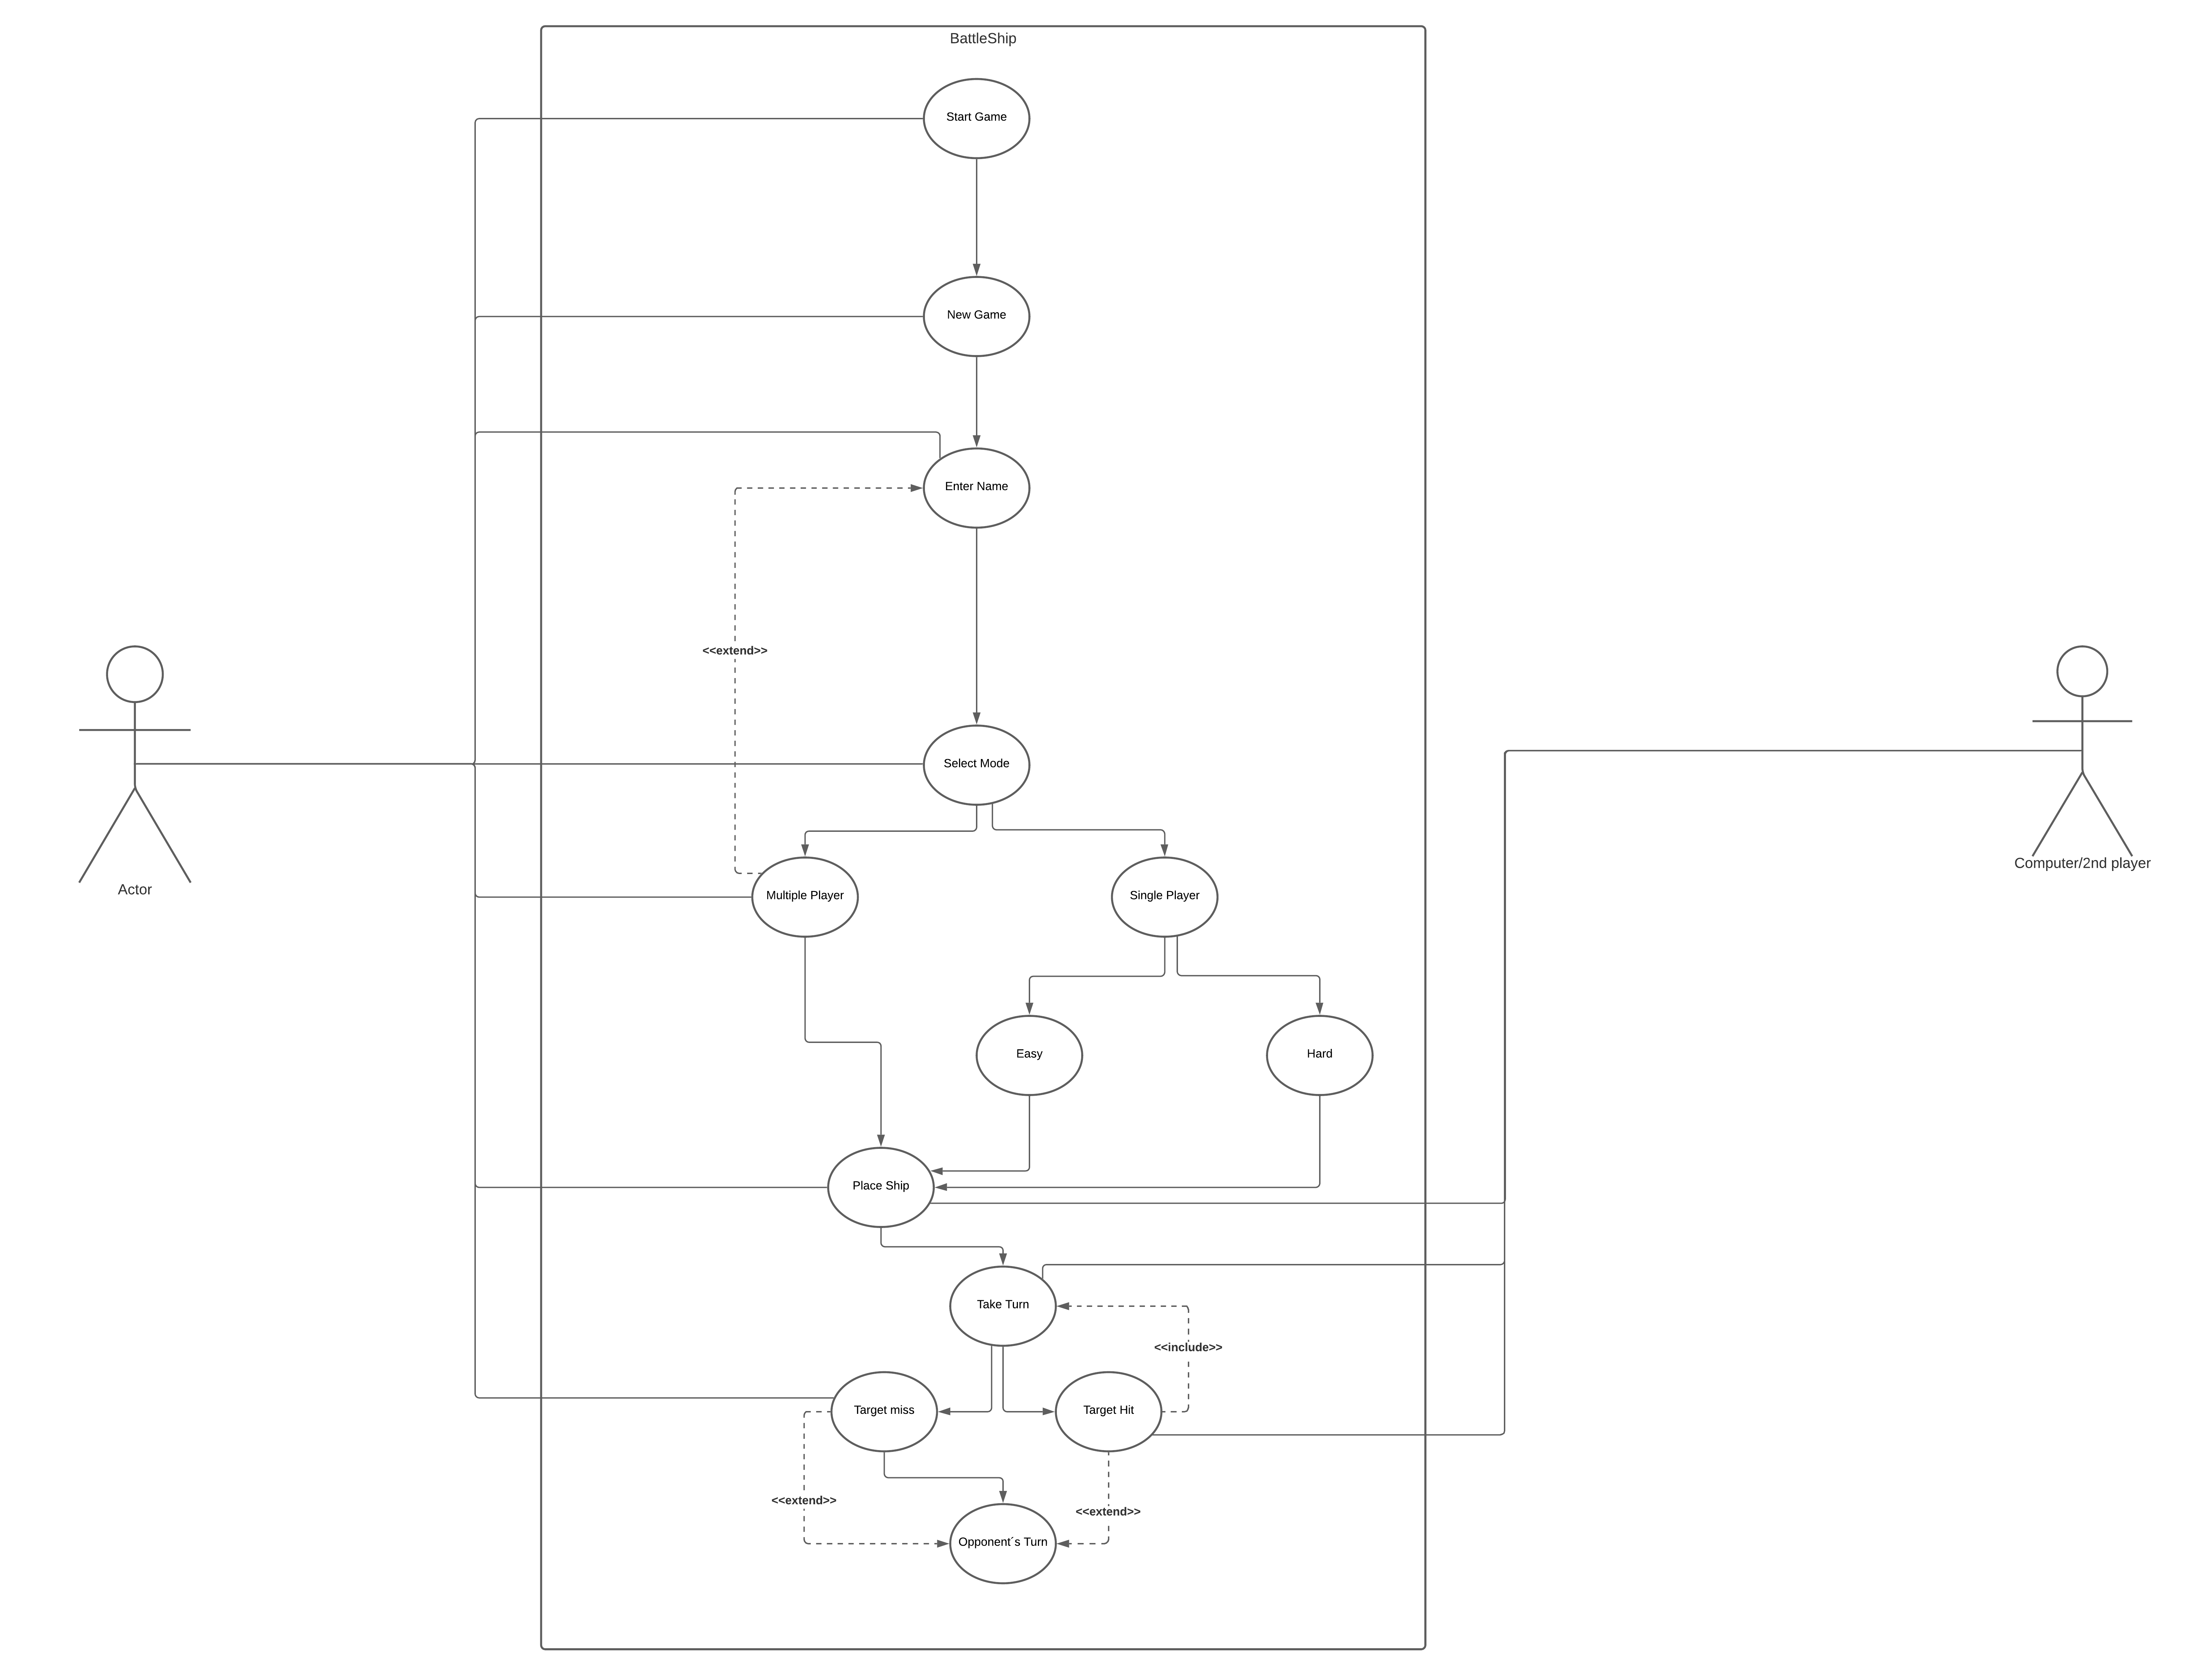 BattleShip
Start Game
New Game
Enter Name
<<extend>>
Select Mode
Actor
Computer/2nd player
Multiple Player
Single Player
Easy
Hard
Place Ship
Take Turn
<<include>>
Target miss
Target Hit
<<extend>>
<<extend>>
Opponent´s Turn